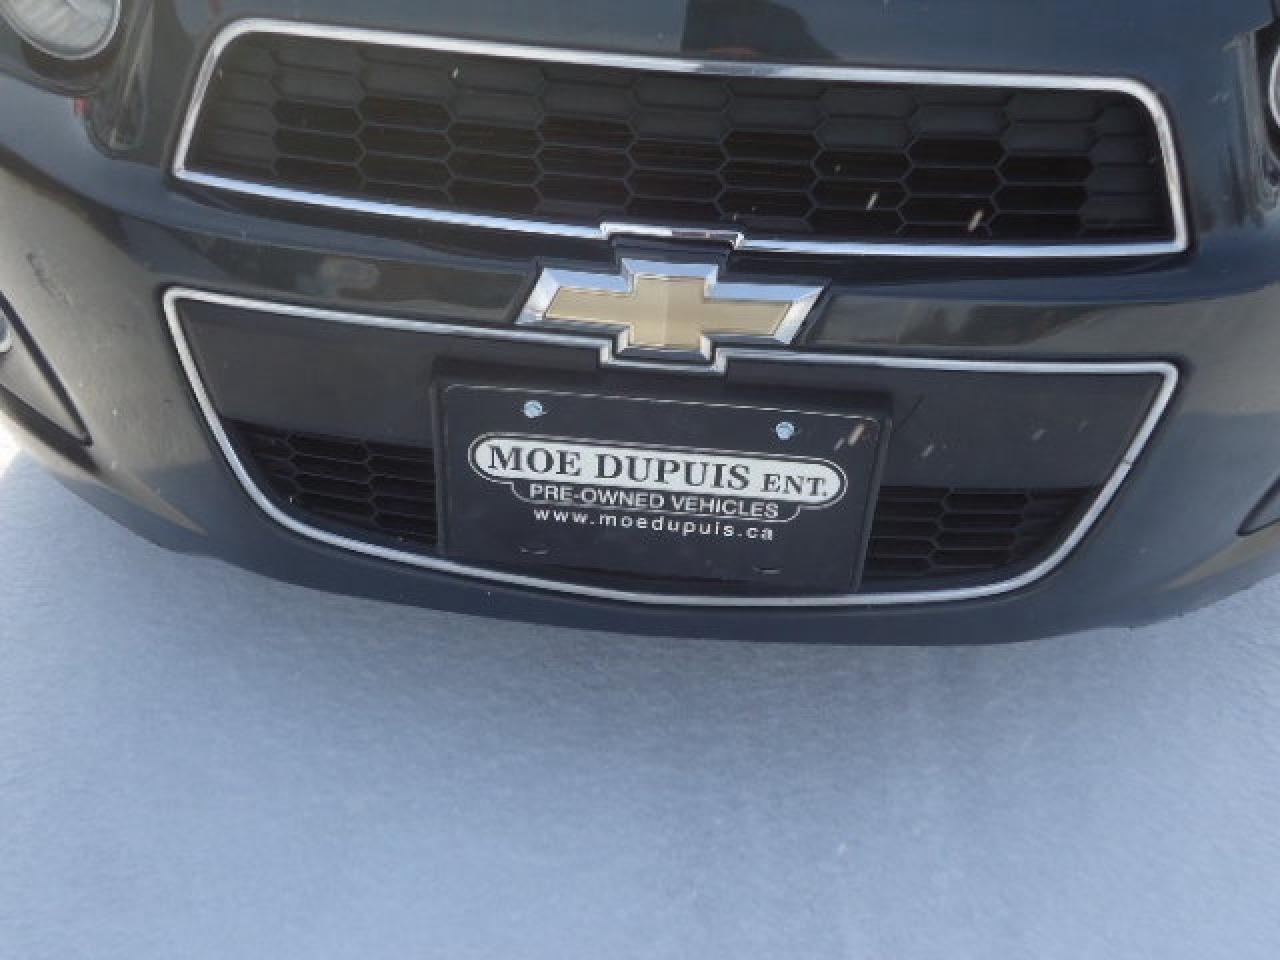 MOE DUPUIS ENT.
PRE-OWNED VEHICLES
www.moedupuis.ca